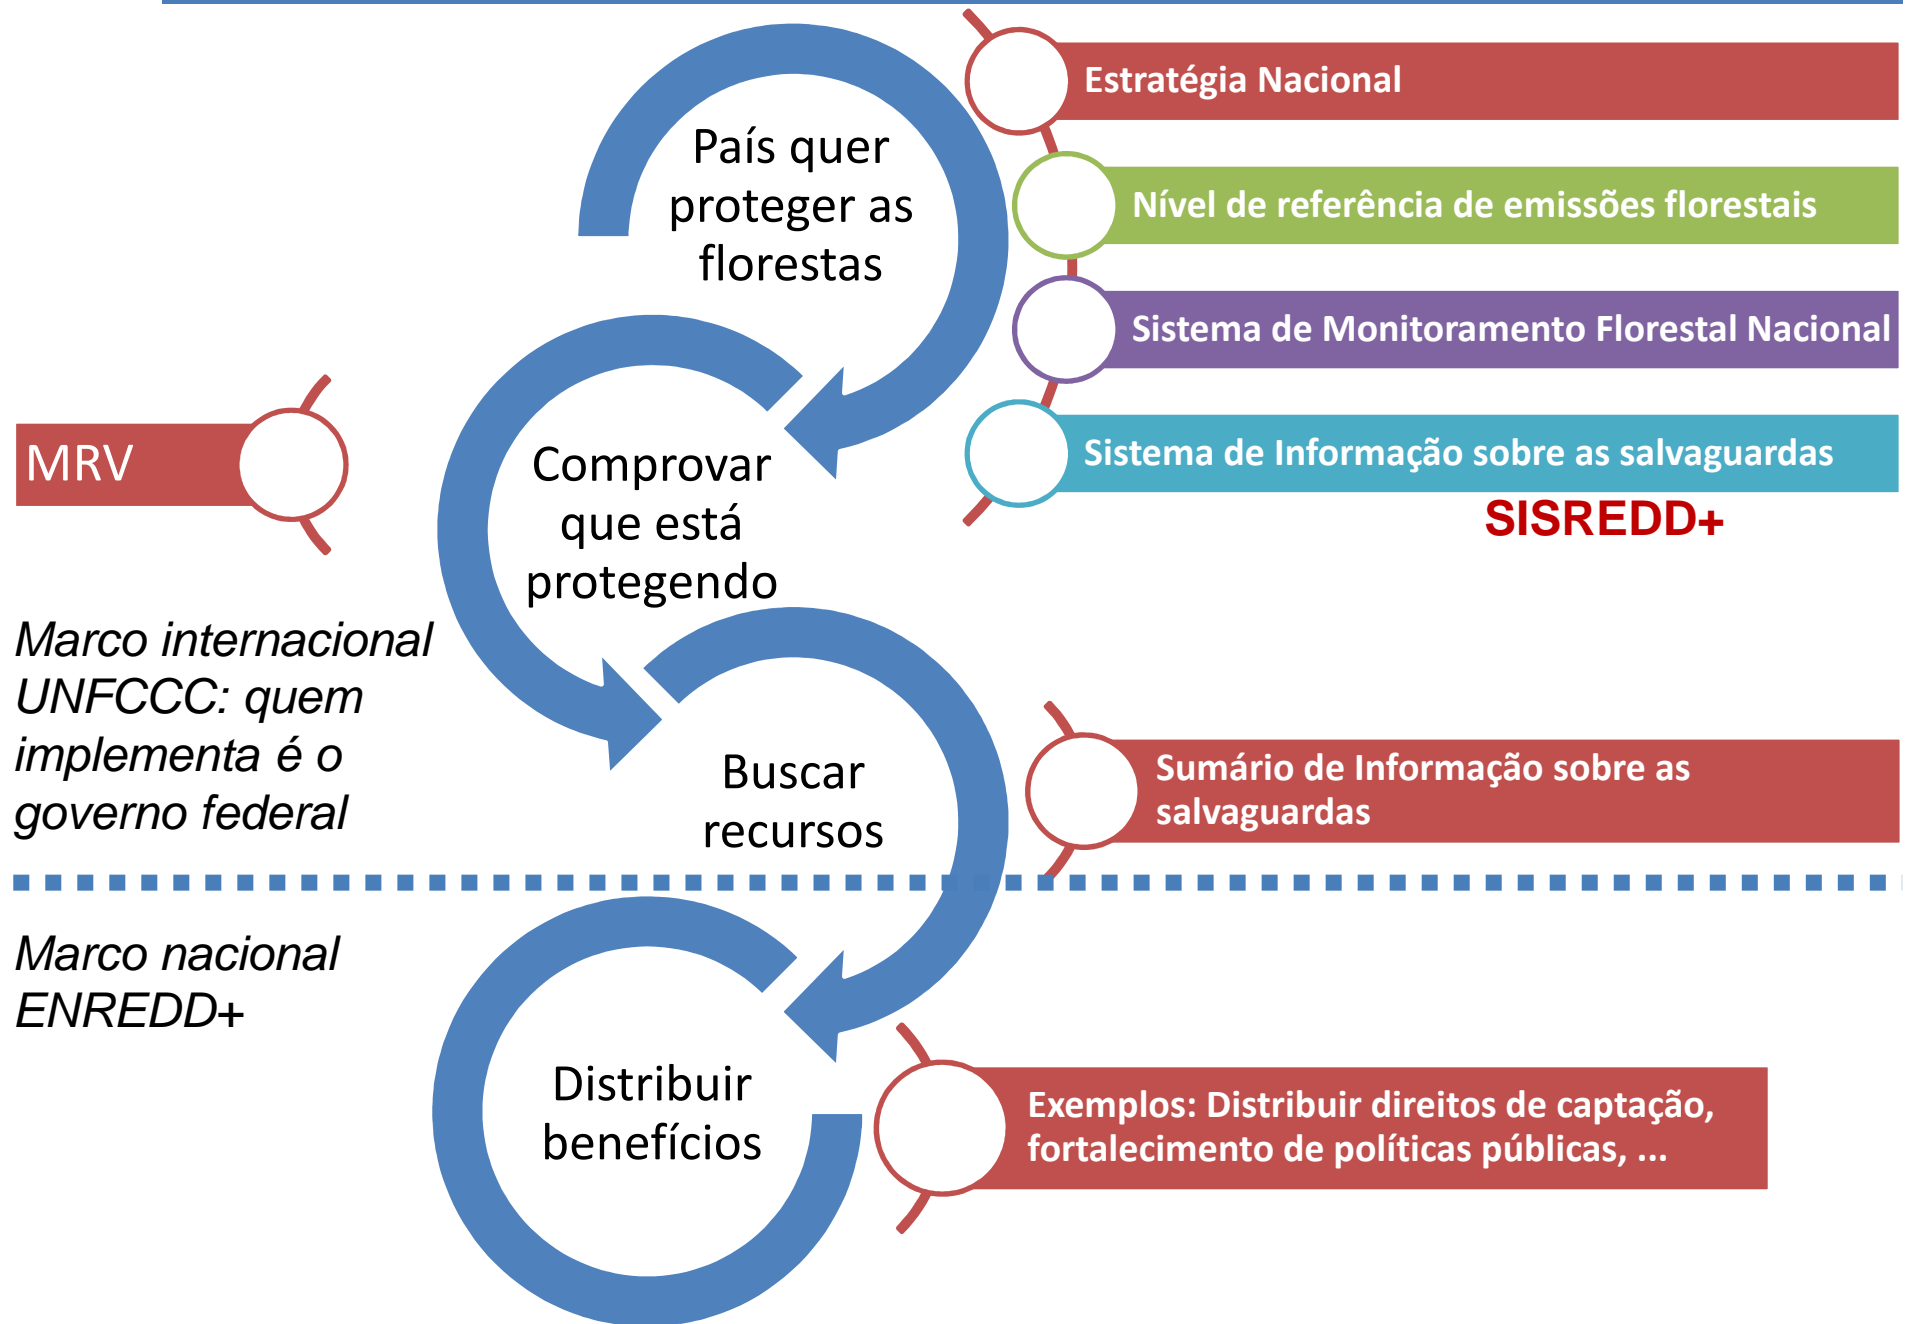 País quer
proteger as
florestas
Estratégia Nacional
Nível de referência de emissões florestais
Sistema de Monitoramento Florestal Nacional
Sistema de Informação sobre as salvaguardas
SISREDD+
MRV
Comprovar
que está
protegendo
Marco internacional
UNFCCC: quem
implementa é o
governo federal
Buscar
recursos
Sumário de Informação sobre as
salvaguardas
Marco nacional
ENREDD+
Distribuir
benefícios
Exemplos: Distribuir direitos de captação,
fortalecimento de políticas públicas, ...